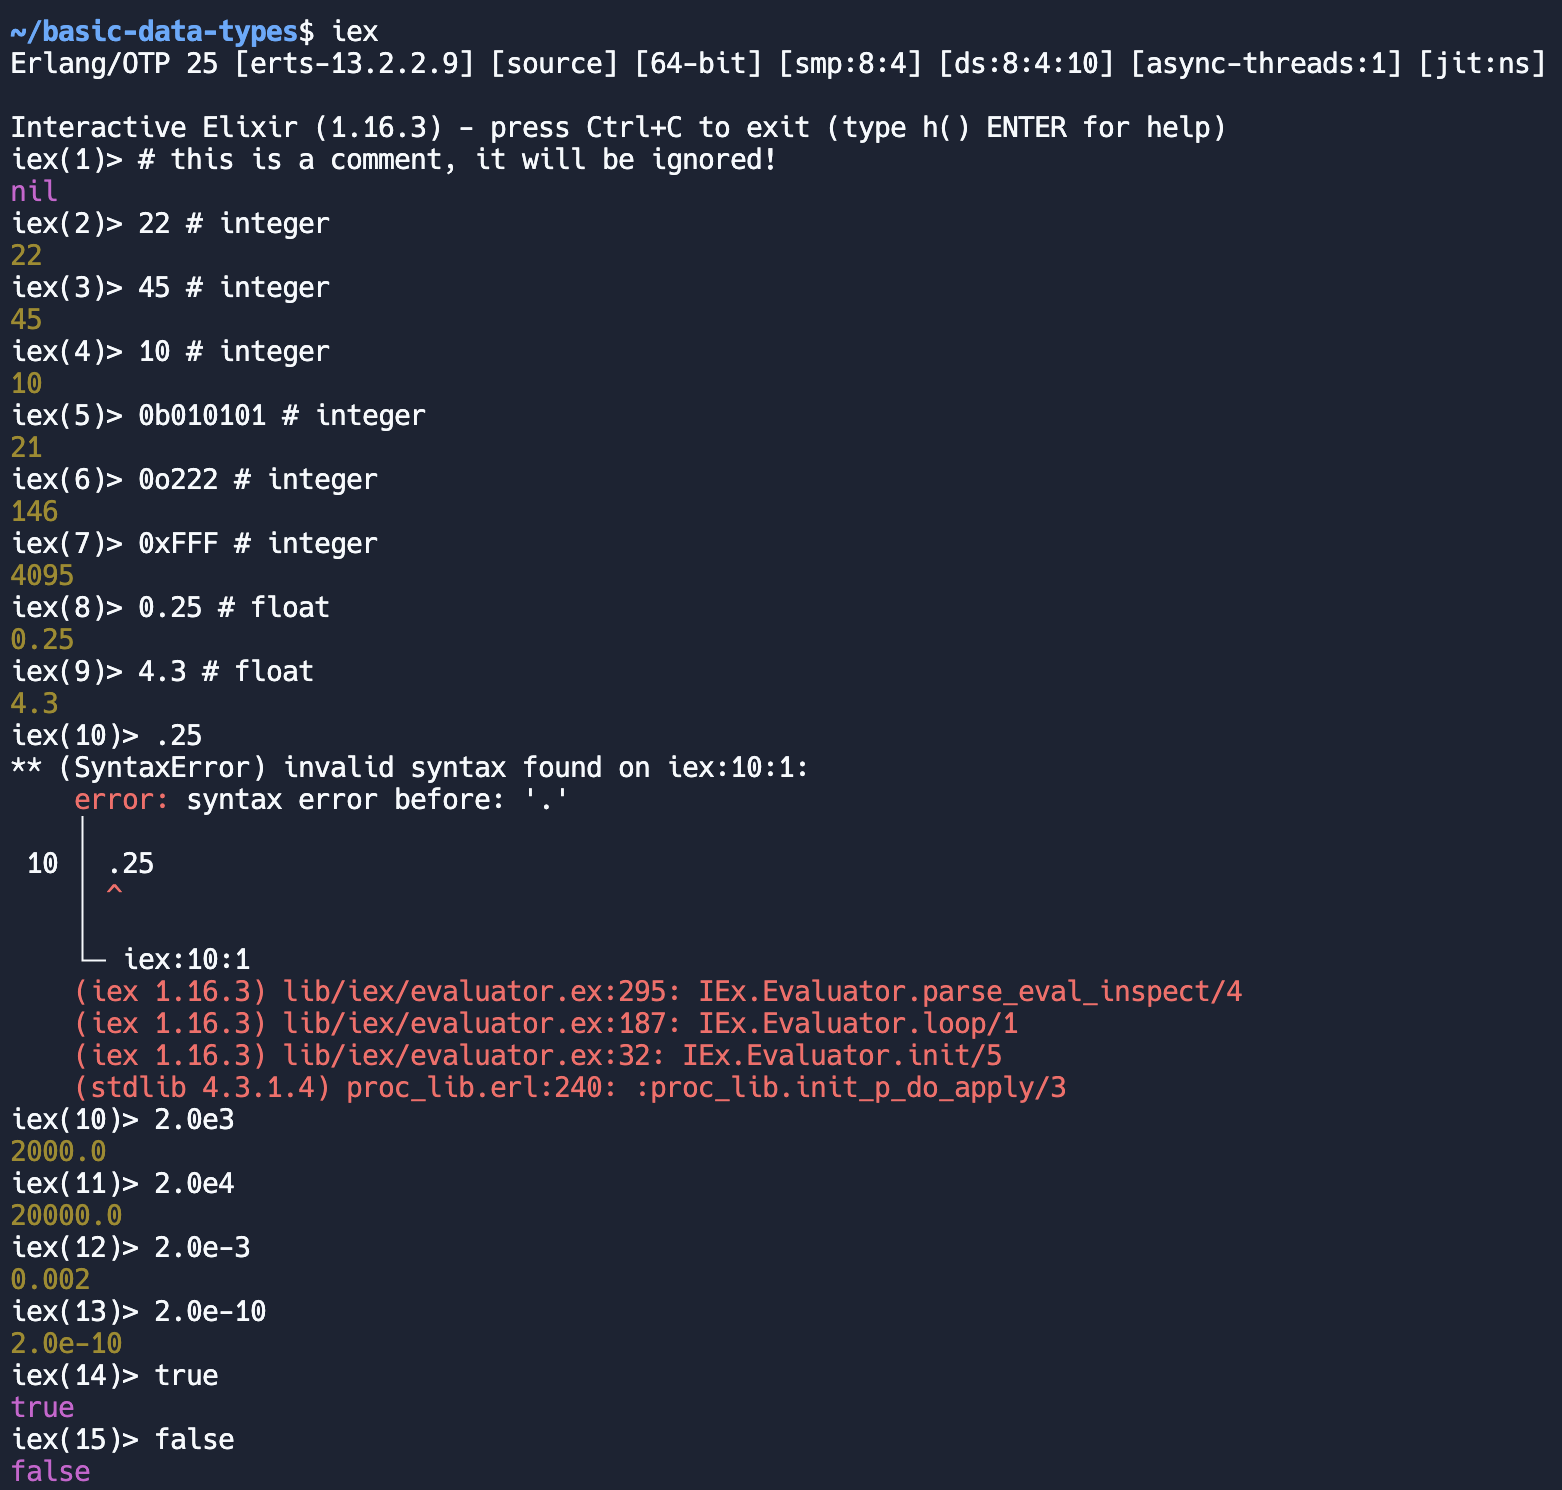 ~/basic-data-types$ iex
Erlang/OTP 25 [erts-13.2.2.9] [source] [64-bit] [smp:8:4] [ds:8:4:10] [async-threads:1] [jit:ns]
Interactive Elixir (1.16.3) - press Ctrl+C to exit (type h() ENTER for help)
iex(1)> # this is a comment, it will be ignored!
nil
iex(2)> 22 # integer
22
iex(3)> 45 # integer
45
iex(4)> 10 # integer
10
iex(5)> 0b010101 # integer
21
iex(6)> 0o222 # integer
146
iex(7)> 0xFFF # integer
4095
iex(8)> 0.25 # float
0.25
iex(9)> 4.3 # float
4.3
iex(10)> .25
** (SyntaxError) invalid syntax found on iex:10:1:
    error: syntax error before: '.'
    │
 10 │ .25
    │ ^
    │
    └─ iex:10:1
    (iex 1.16.3) lib/iex/evaluator.ex:295: IEx.Evaluator.parse_eval_inspect/4
    (iex 1.16.3) lib/iex/evaluator.ex:187: IEx.Evaluator.loop/1
    (iex 1.16.3) lib/iex/evaluator.ex:32: IEx.Evaluator.init/5
    (stdlib 4.3.1.4) proc_lib.erl:240: :proc_lib.init_p_do_apply/3
iex(10)> 2.0e3
2000.0
iex(11)> 2.0e4
20000.0
iex(12)> 2.0e-3
0.002
iex(13)> 2.0e-10
2.0e-10
iex(14)> true
true
iex(15)> false
false